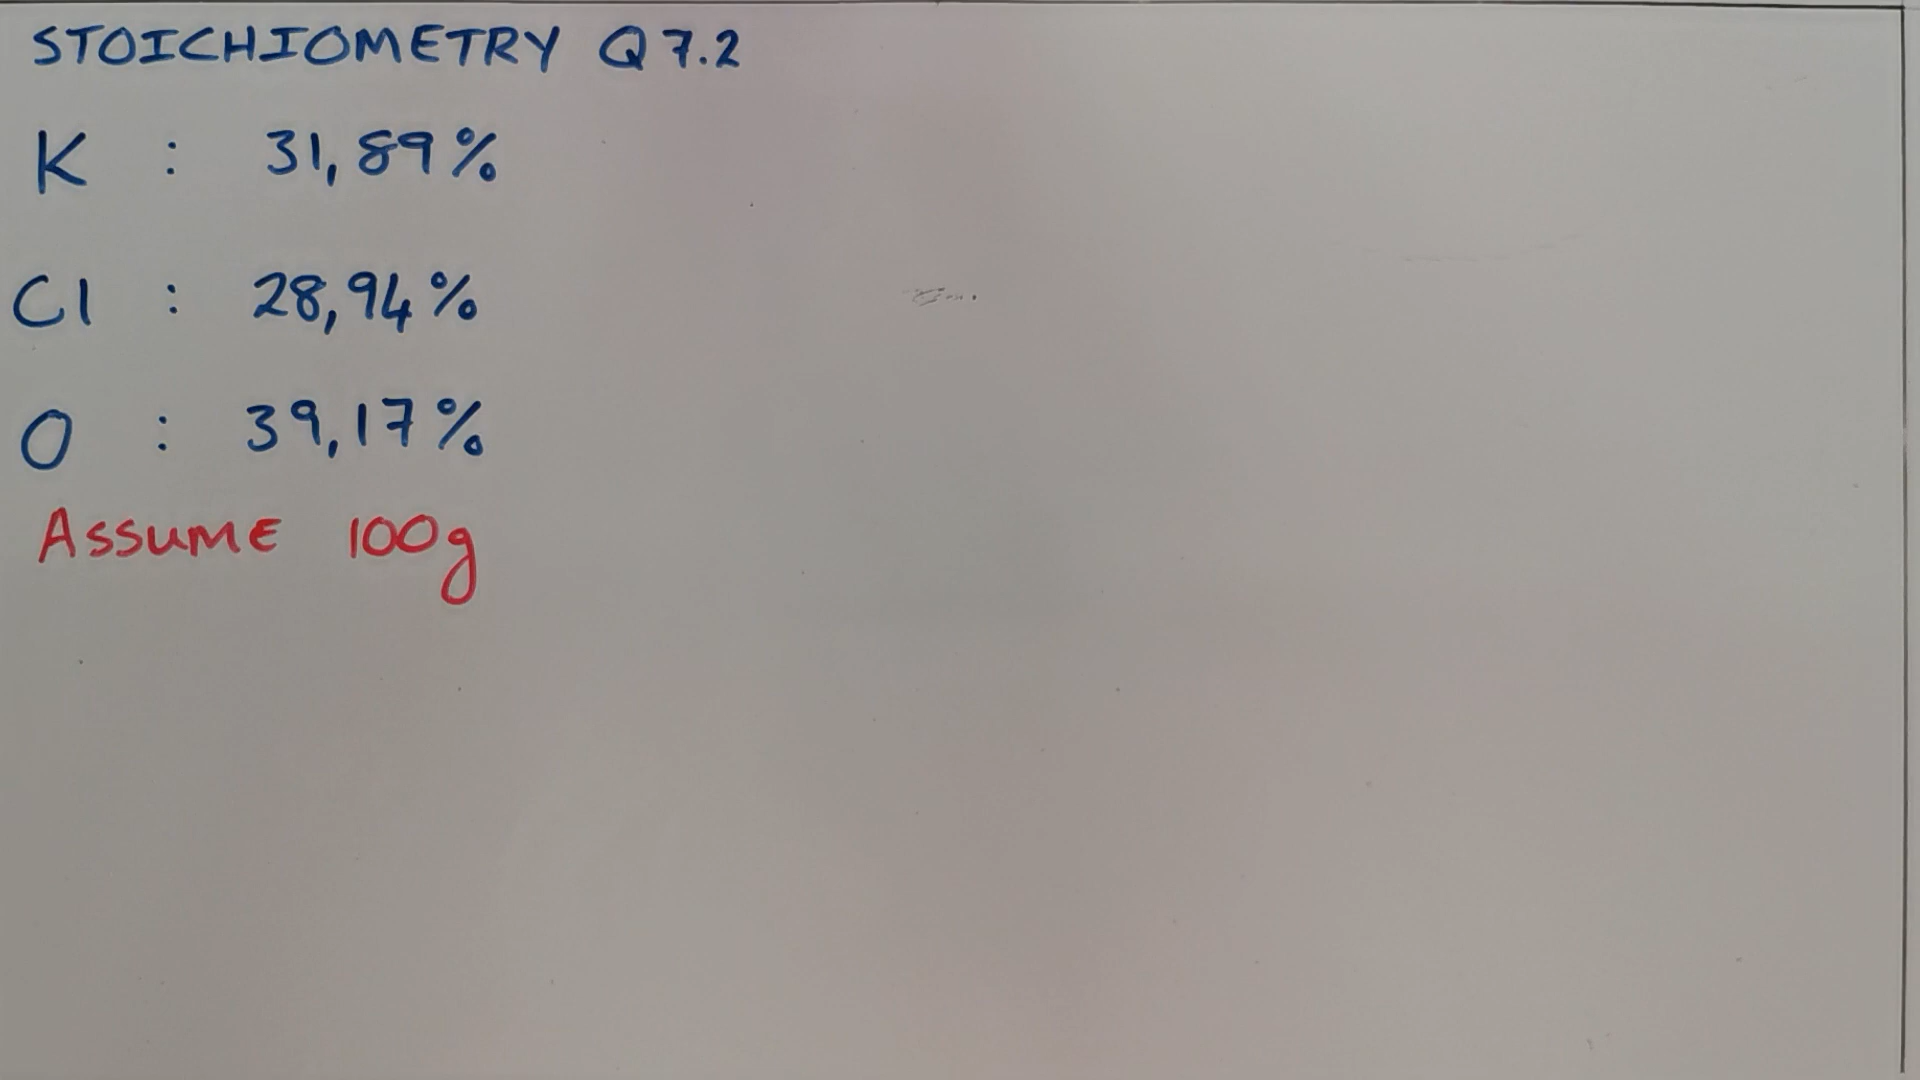 STOICHIOMETRY Q7.2
K : 31,89%
Cl : 28,94%
O : 39,17%
ASSUME 100g